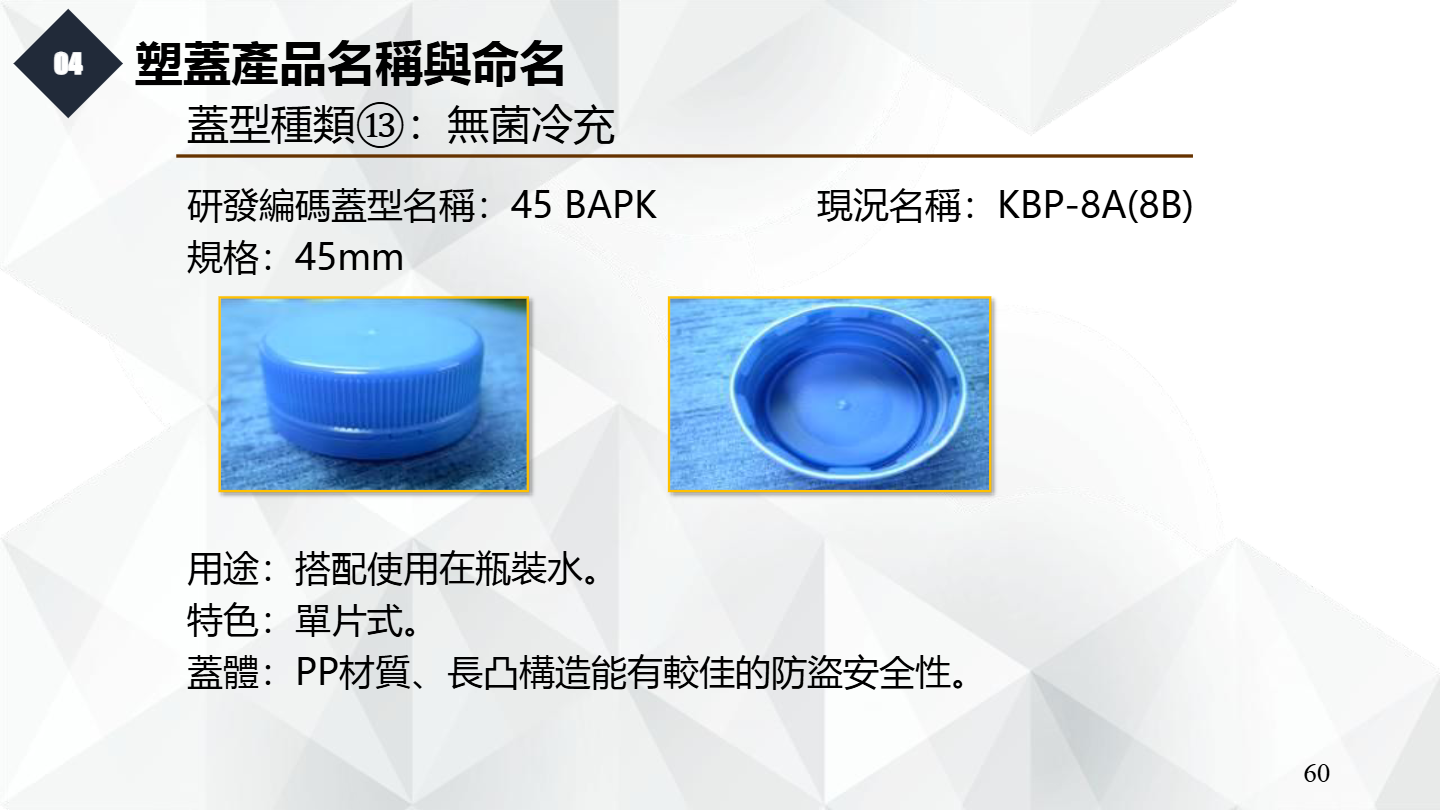 04
塑蓋產品名稱與命名
蓋型種類⑬：無菌冷充
研發編碼蓋型名稱：45 BAPK 現況名稱：KBP-8A(8B)
規格：45mm
用途：搭配使用在瓶裝水。
特色：單片式。
蓋體：PP材質、長凸構造能有較佳的防盜安全性。
60